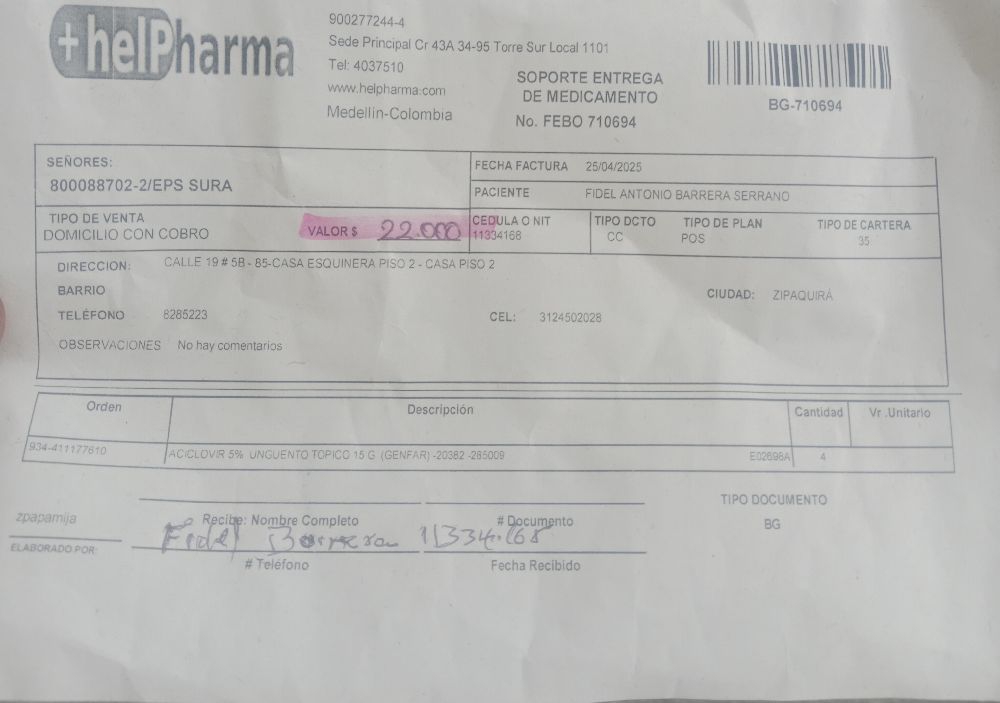 +helPharma
900277244-4
Sede Principal Cr 43A 34-95 Torre Sur Local 1101
Tel: 4037510
www.helpharma.com
Medellín-Colombia
SOPORTE ENTREGA
DE MEDICAMENTO
No. FEBO 710694
BG-710694
SEÑORES:
800088702-2/EPS SURA
FECHA FACTURA 25/04/2025
PACIENTE FIDEL ANTONIO BARRERA SERRANO
TIPO DE VENTA
DOMICILIO CON COBRO
VALOR $ 22.000
CEDULA O NIT
11334168
TIPO DCTO
CC
TIPO DE PLAN
POS
TIPO DE CARTERA
35
DIRECCION: CALLE 19 # 5B - 85-CASA ESQUINERA PISO 2 - CASA PISO 2
BARRIO
CIUDAD: ZIPAQUIRÁ
TELÉFONO 8285223
CEL: 3124502028
OBSERVACIONES No hay comentarios
Orden Descripción Cantidad Vr .Unitario
934-411177610 ACICLOVIR 5% UNGUENTO TOPICO 15 G (GENFAR) -20382 -285009 E02698A 4
TIPO DOCUMENTO
BG
zpapamija
ELABORADO POR:
Recibe: Nombre Completo # Documento
Fidel Barrera 11334.168
# Teléfono Fecha Recibido